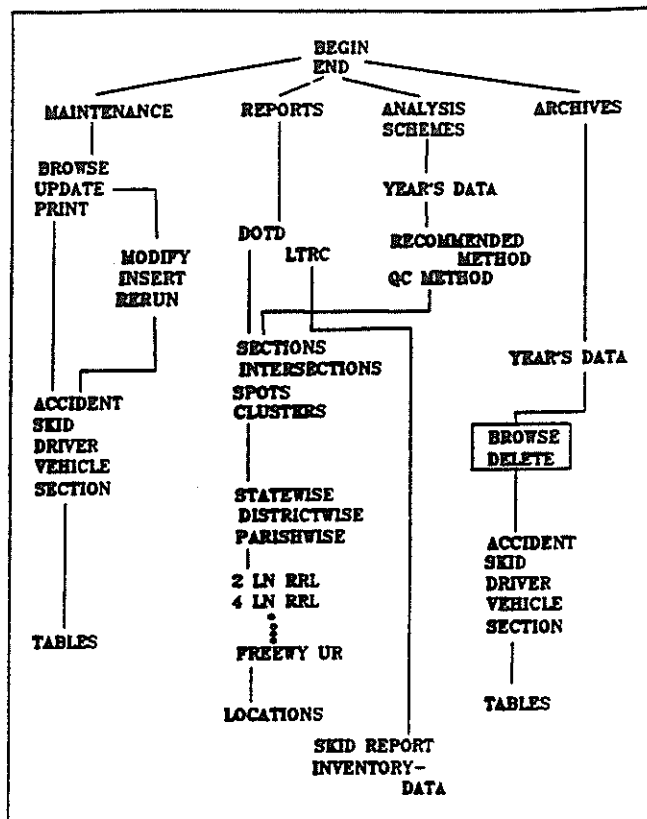 BEGIN
END
MAINTENANCE
REPORTS
ANALYSIS
SCHEMES
ARCHIVES
BROWSE
UPDATE
PRINT
MODIFY
INSERT
RERUN
ACCIDENT
SKID
DRIVER
VEHICLE
SECTION
TABLES
DOTD
LTRC
SECTIONS
INTERSECTIONS
SPOTS
CLUSTERS
STATEWISE
DISTRICTWISE
PARISHWISE
2 LN RRL
4 LN RRL
FREEWY UR
LOCATIONS
SKID REPORT
INVENTORY-
DATA
YEAR'S DATA
RECOMMENDED
METHOD
QC METHOD
YEAR'S DATA
BROWSE
DELETE
ACCIDENT
SKID
DRIVER
VEHICLE
SECTION
TABLES